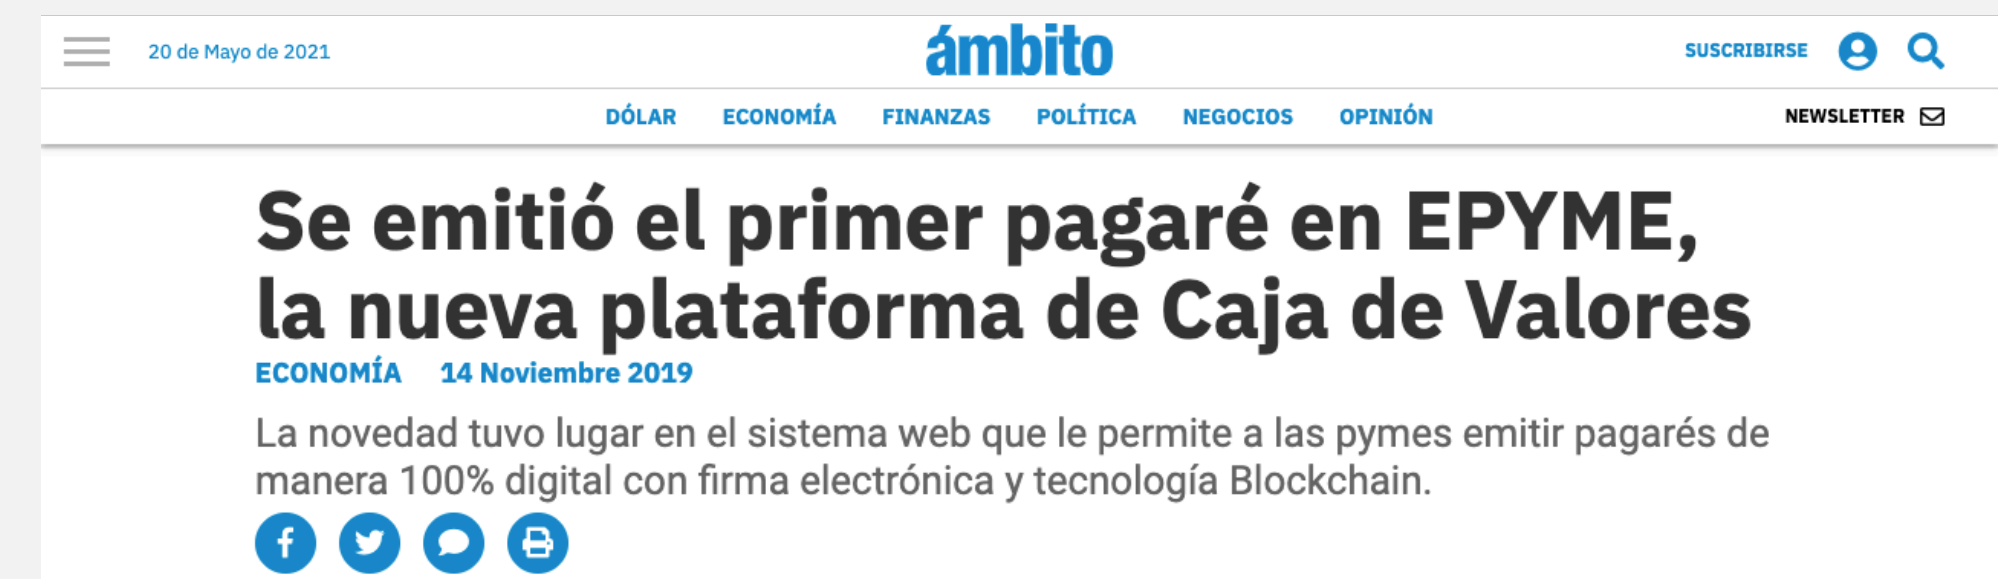 20 de Mayo de 2021
ámbito
SUSCRIBIRSE
DÓLAR ECONOMÍA FINANZAS POLÍTICA NEGOCIOS OPINIÓN
NEWSLETTER
Se emitió el primer pagaré en EPYME,
la nueva plataforma de Caja de Valores
ECONOMÍA 14 Noviembre 2019
La novedad tuvo lugar en el sistema web que le permite a las pymes emitir pagarés de
manera 100% digital con firma electrónica y tecnología Blockchain.